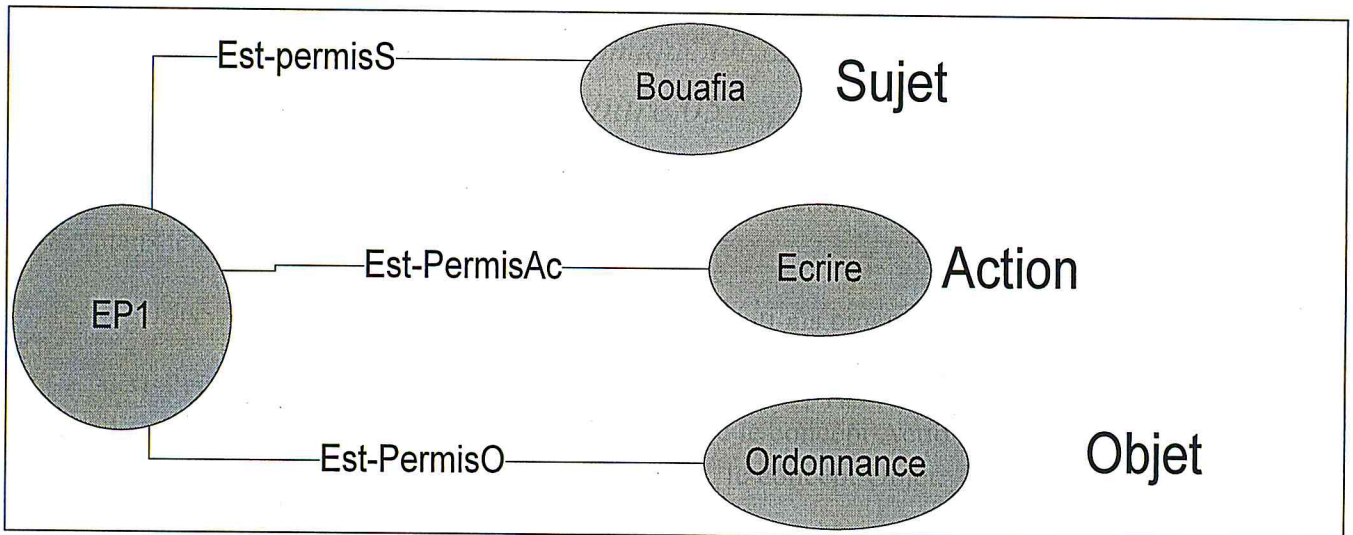 Est-permisS Bouafia Sujet
EP1 Est-PermisAc Ecrire Action
Est-PermisO Ordonnance Objet